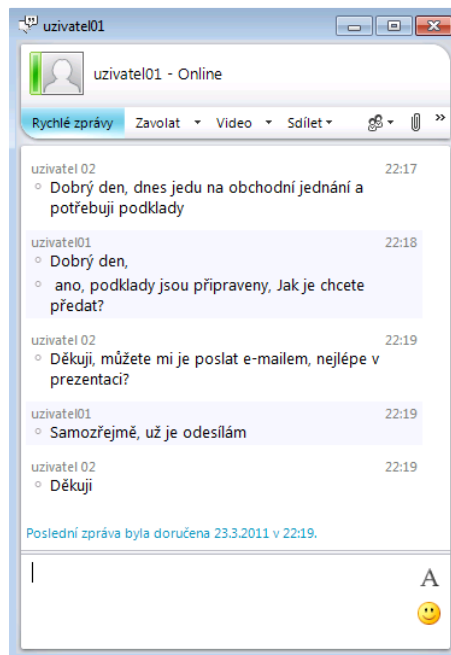 uzivatel01
uzivatel01 - Online
Rychlé zprávy Zavolat Video Sdílet
uzivatel 02 22:17
Dobrý den, dnes jedu na obchodní jednání a
potřebuji podklady
uzivatel01 22:18
Dobrý den,
ano, podklady jsou připraveny, Jak je chcete
předat?
uzivatel 02 22:19
Děkuji, můžete mi je poslat e-mailem, nejlépe v
prezentaci?
uzivatel01 22:19
Samozřejmě, už je odesílám
uzivatel 02 22:19
Děkuji
Poslední zpráva byla doručena 23.3.2011 v 22:19.
A